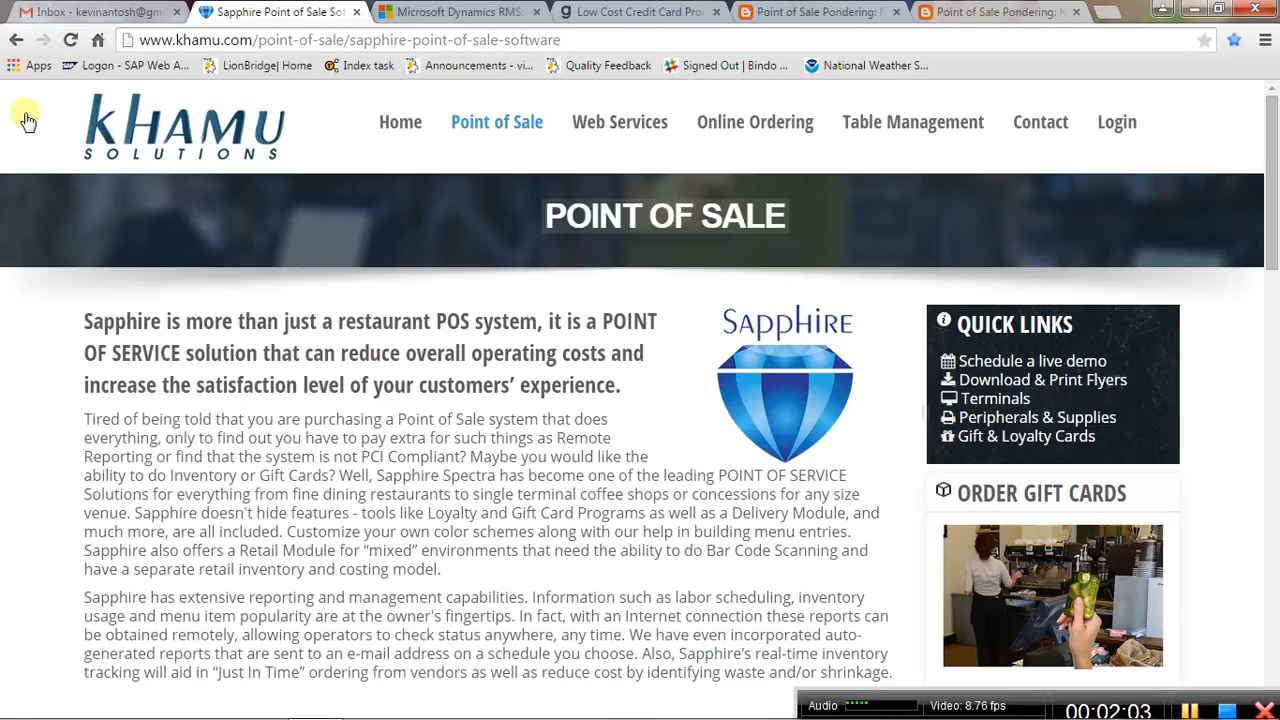 Inbox - kevinantosh@gm
Sapphire Point of Sale Sof
Microsoft Dynamics RMS:
Low Cost Credit Card Pro
Point of Sale Pondering: M
Point of Sale Pondering: M
www.khamu.com/point-of-sale/sapphire-point-of-sale-software
Apps
Logon - SAP Web A...
LionBridge| Home
Index task
Announcements - vi...
Quality Feedback
Signed Out | Bindo ...
National Weather S...
KHAMU
SOLUTIONS
Home
Point of Sale
Web Services
Online Ordering
Table Management
Contact
Login
POINT OF SALE
Sapphire is more than just a restaurant POS system, it is a POINT
OF SERVICE solution that can reduce overall operating costs and
increase the satisfaction level of your customers’ experience.
SAPPHIRE
Tired of being told that you are purchasing a Point of Sale system that does
everything, only to find out you have to pay extra for such things as Remote
Reporting or find that the system is not PCI Compliant? Maybe you would like the
ability to do Inventory or Gift Cards? Well, Sapphire Spectra has become one of the leading POINT OF SERVICE
Solutions for everything from fine dining restaurants to single terminal coffee shops or concessions for any size
venue. Sapphire doesn't hide features - tools like Loyalty and Gift Card Programs as well as a Delivery Module, and
much more, are all included. Customize your own color schemes along with our help in building menu entries.
Sapphire also offers a Retail Module for “mixed” environments that need the ability to do Bar Code Scanning and
have a separate retail inventory and costing model.
Sapphire has extensive reporting and management capabilities. Information such as labor scheduling, inventory
usage and menu item popularity are at the owner's fingertips. In fact, with an Internet connection these reports can
be obtained remotely, allowing operators to check status anywhere, any time. We have even incorporated auto-
generated reports that are sent to an e-mail address on a schedule you choose. Also, Sapphire’s real-time inventory
tracking will aid in “Just In Time” ordering from vendors as well as reduce cost by identifying waste and/or shrinkage.
QUICK LINKS
Schedule a live demo
Download & Print Flyers
Terminals
Peripherals & Supplies
Gift & Loyalty Cards
ORDER GIFT CARDS
Audio
Video: 8.76 fps
00:02:03